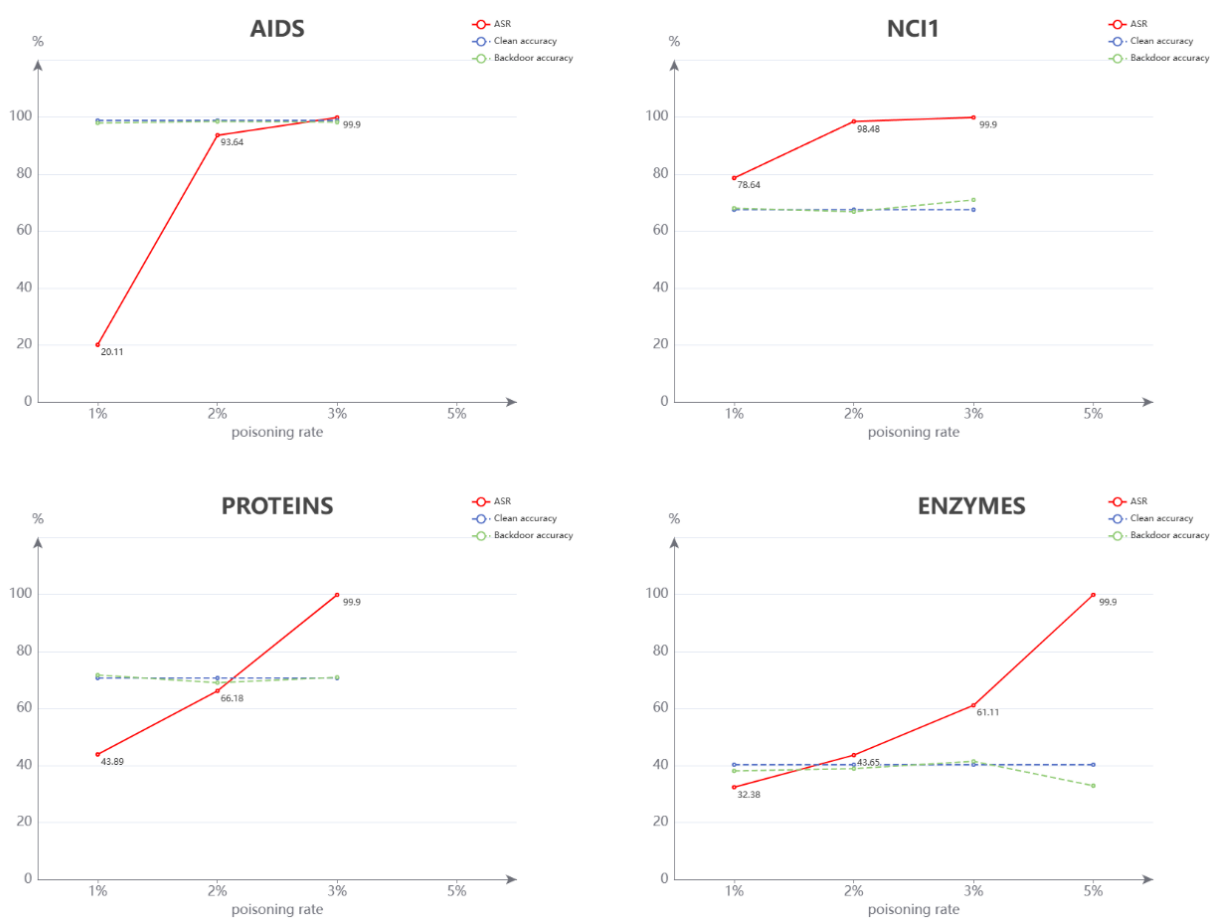 AIDS
%
ASR
Clean accuracy
Backdoor accuracy
100
80
60
40
20
0
20.11
93.64
99.9
1%
2%
3%
5%
poisoning rate
NCI1
%
ASR
Clean accuracy
Backdoor accuracy
100
80
60
40
20
0
78.64
98.48
99.9
1%
2%
3%
5%
poisoning rate
PROTEINS
%
ASR
Clean accuracy
Backdoor accuracy
100
80
60
40
20
0
43.89
66.18
99.9
1%
2%
3%
5%
poisoning rate
ENZYMES
%
ASR
Clean accuracy
Backdoor accuracy
100
80
60
40
20
0
32.38
43.65
61.11
99.9
1%
2%
3%
5%
poisoning rate